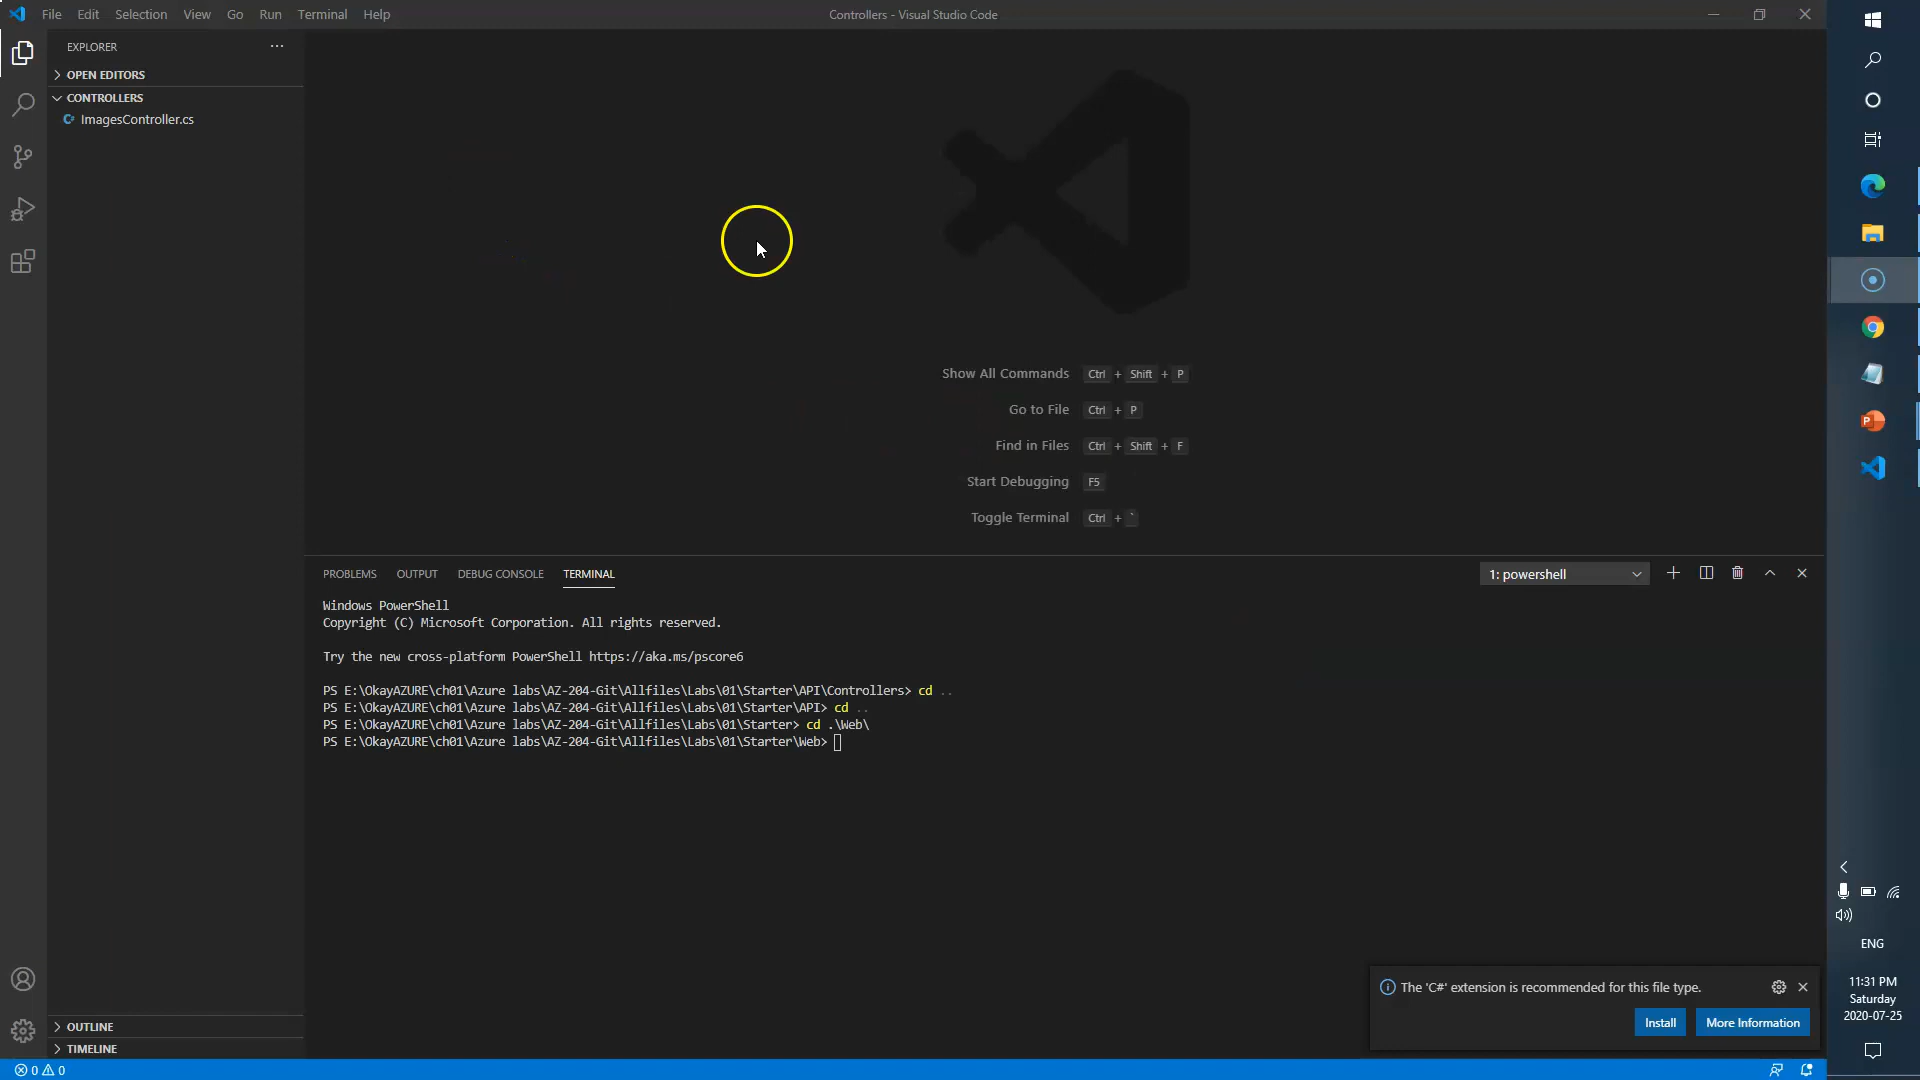 File Edit Selection View Go Run Terminal Help
Controllers - Visual Studio Code
EXPLORER
OPEN EDITORS
CONTROLLERS
ImagesController.cs
Show All Commands Ctrl + Shift + P
Go to File Ctrl + P
Find in Files Ctrl + Shift + F
Start Debugging F5
Toggle Terminal Ctrl + `
PROBLEMS OUTPUT DEBUG CONSOLE TERMINAL
1: powershell
Windows PowerShell
Copyright (C) Microsoft Corporation. All rights reserved.
Try the new cross-platform PowerShell https://aka.ms/pscore6
PS E:\OkayAZURE\ch01\Azure labs\AZ-204-Git\Allfiles\Labs\01\Starter\API\Controllers> cd ..
PS E:\OkayAZURE\ch01\Azure labs\AZ-204-Git\Allfiles\Labs\01\Starter\API> cd ..
PS E:\OkayAZURE\ch01\Azure labs\AZ-204-Git\Allfiles\Labs\01\Starter> cd .\Web\
PS E:\OkayAZURE\ch01\Azure labs\AZ-204-Git\Allfiles\Labs\01\Starter\Web>
The 'C#' extension is recommended for this file type.
Install More Information
OUTLINE
TIMELINE
0 0
ENG
11:31 PM
Saturday
2020-07-25